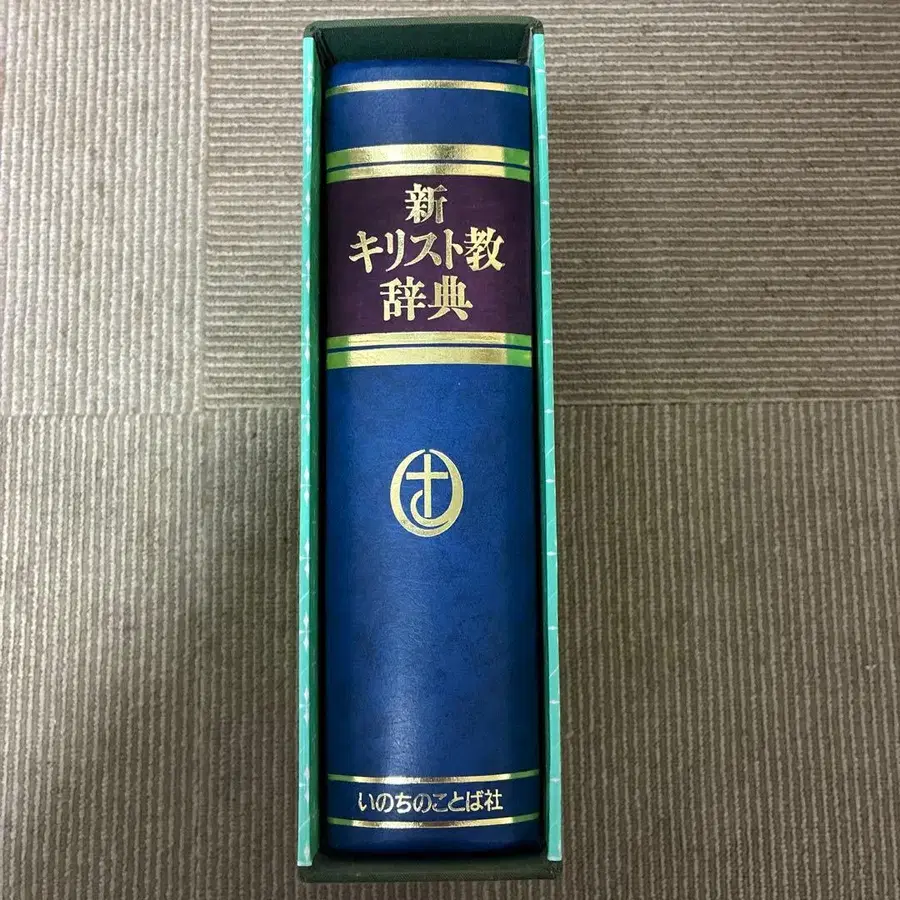 新
キリスト教
辞典
いのちのことば社